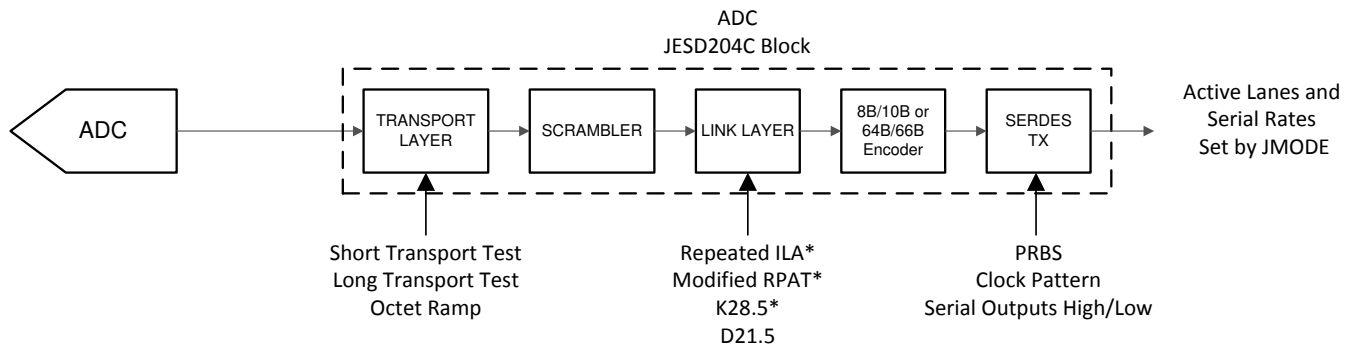 ADC
JESD204C Block
ADC
TRANSPORT
LAYER
SCRAMBLER
LINK LAYER
8B/10B or
64B/66B
Encoder
SERDES
TX
Active Lanes and
Serial Rates
Set by JMODE
Short Transport Test
Long Transport Test
Octet Ramp
Repeated ILA*
Modified RPAT*
K28.5*
D21.5
PRBS
Clock Pattern
Serial Outputs High/Low